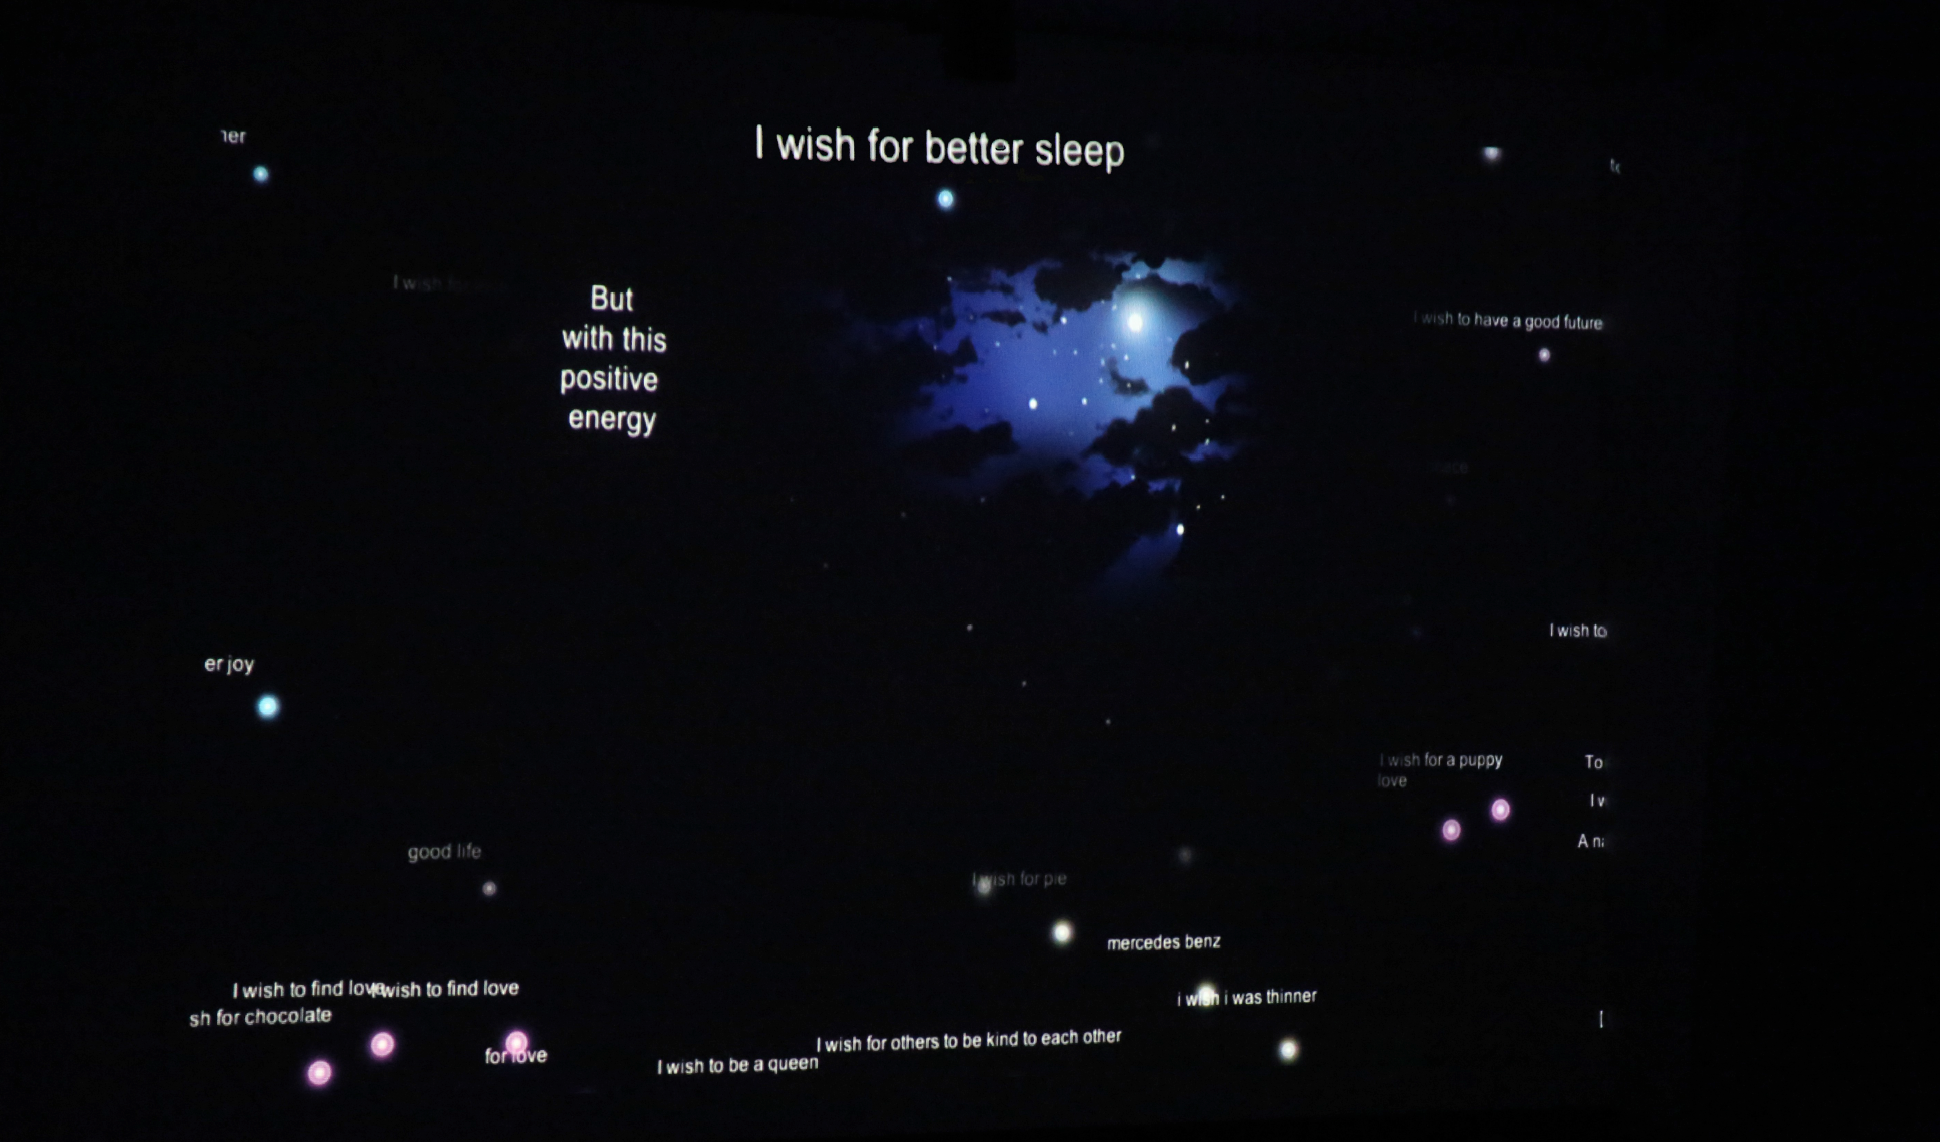 I wish for better sleep
I wish
But
with this
positive
energy
I wish to have a good future
er joy
I wish to
I wish for a puppy
love
To
good life
I wish for pie
mercedes benz
I wish to find love
I wish to find love
sh for chocolate
i wish i was thinner
for love
I wish for others to be kind to each other
I wish to be a queen